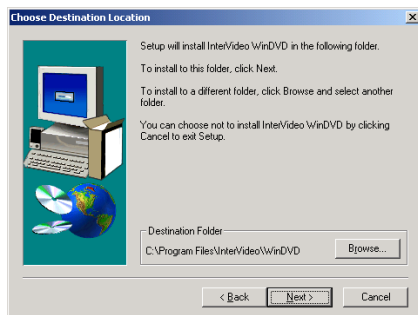 Choose Destination Location
Setup will install InterVideo WinDVD in the following folder.
To install to this folder, click Next.
To install to a different folder, click Browse and select another
folder.
You can choose not to install InterVideo WinDVD by clicking
Cancel to exit Setup.
Destination Folder
C:\Program Files\InterVideo\WinDVD
Browse...
< Back
Next >
Cancel